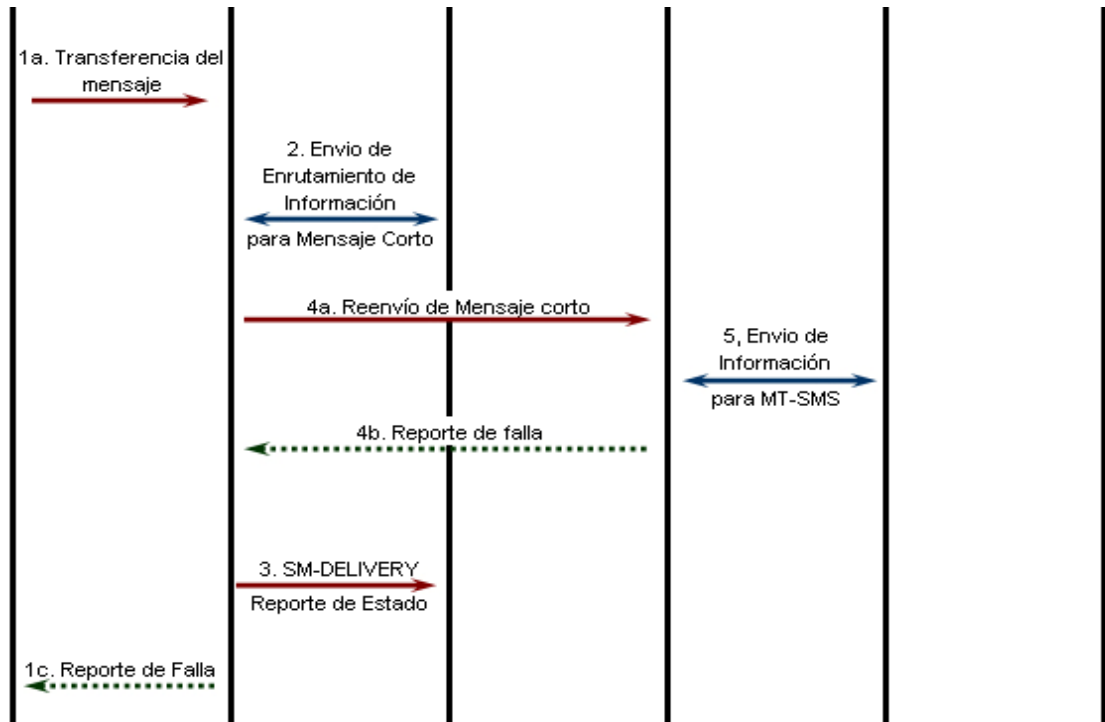 1a. Transferencia del
mensaje
2. Envio de
Enrutamiento de
Información
para Mensaje Corto
4a. Reenvío de Mensaje corto
5, Envio de
Información
para MT-SMS
4b. Reporte de falla
3. SM-DELIVERY
Reporte de Estado
1c. Reporte de Falla